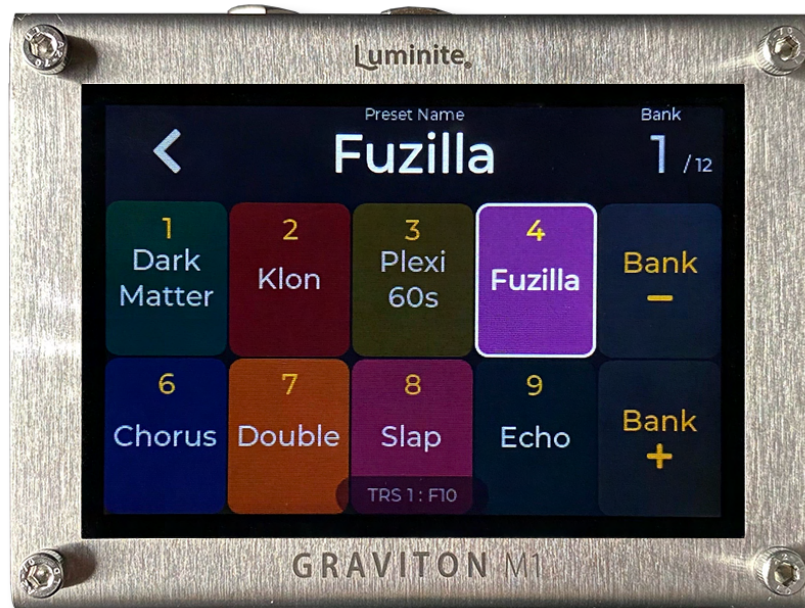 Luminite
Preset Name
Fuzilla
Bank
1 / 12
1
Dark
Matter
2
Klon
3
Plexi
60s
4
Fuzilla
Bank
−
6
Chorus
7
Double
8
Slap
9
Echo
Bank
+
TRS 1 : F10
GRAVITON M1